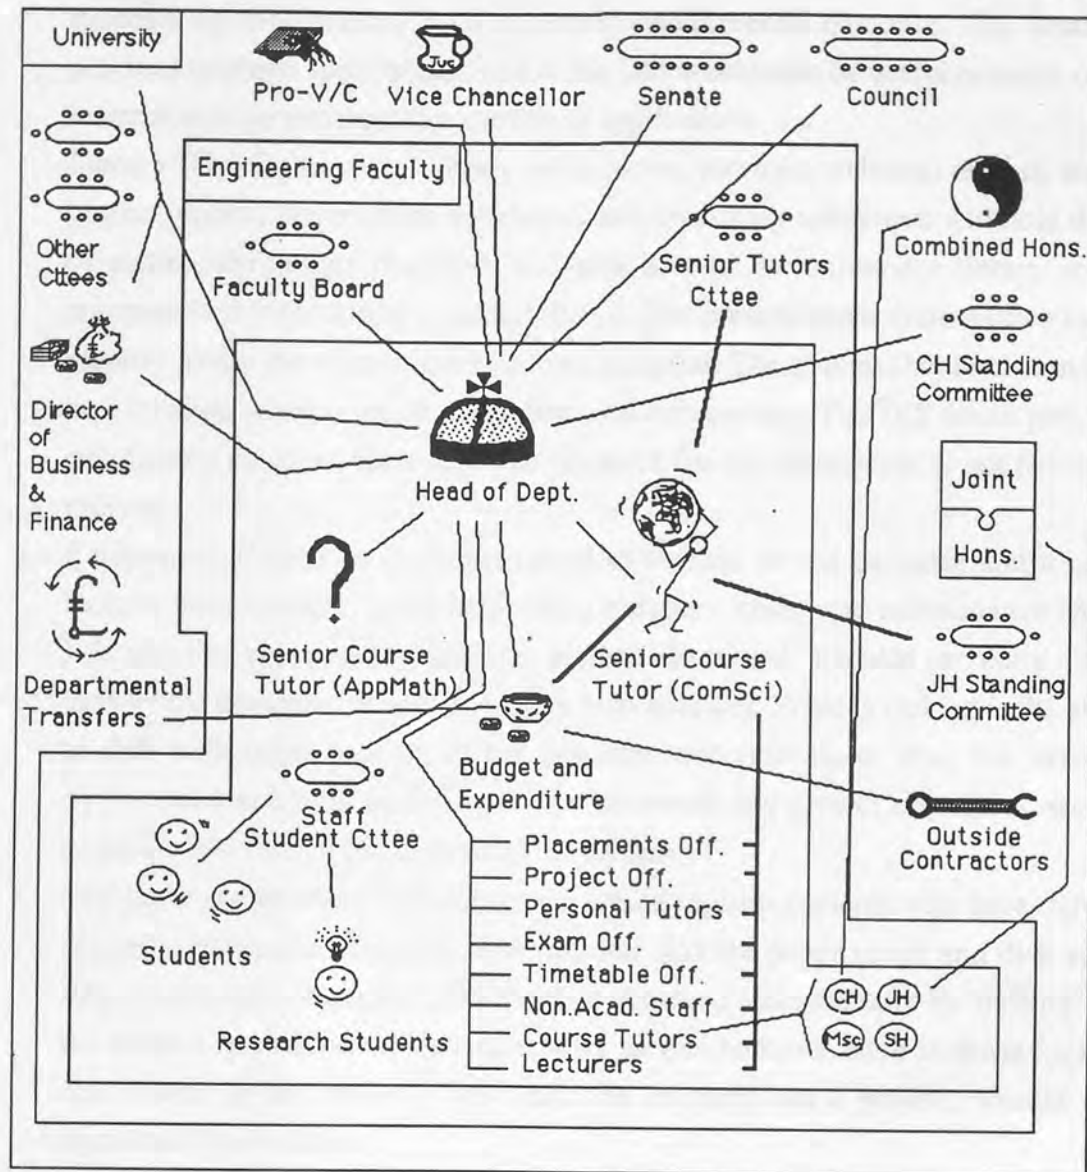 University
Jug
Pro-V/C
Vice Chancellor
Senate
Council
Engineering Faculty
Faculty Board
Senior Tutors
Cttee
Combined Hons.
Other
Cttees
CH Standing
Committee
Director
of
Business
&
Finance
Head of Dept.
Joint
Hons.
Senior Course
Tutor (AppMath)
Senior Course
Tutor (ComSci)
JH Standing
Committee
Departmental
Transfers
Budget and
Expenditure
Staff
Student Cttee
Outside
Contractors
Placements Off.
Project Off.
Personal Tutors
Exam Off.
Timetable Off.
Non.Acad. Staff
Course Tutors
Lecturers
Students
Research Students
CH
JH
Msc
SH